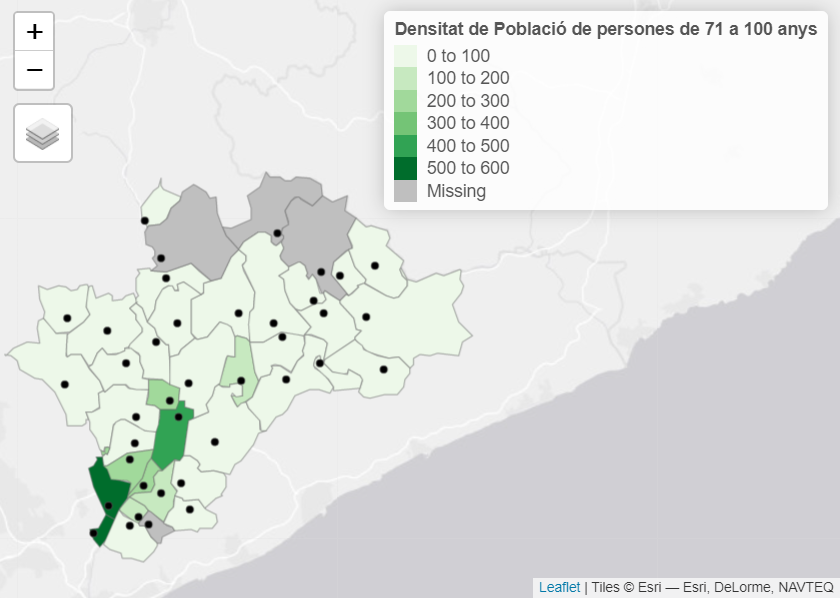 +
−
Densitat de Població de persones de 71 a 100 anys
0 to 100
100 to 200
200 to 300
300 to 400
400 to 500
500 to 600
Missing
Leaflet | Tiles © Esri — Esri, DeLorme, NAVTEQ